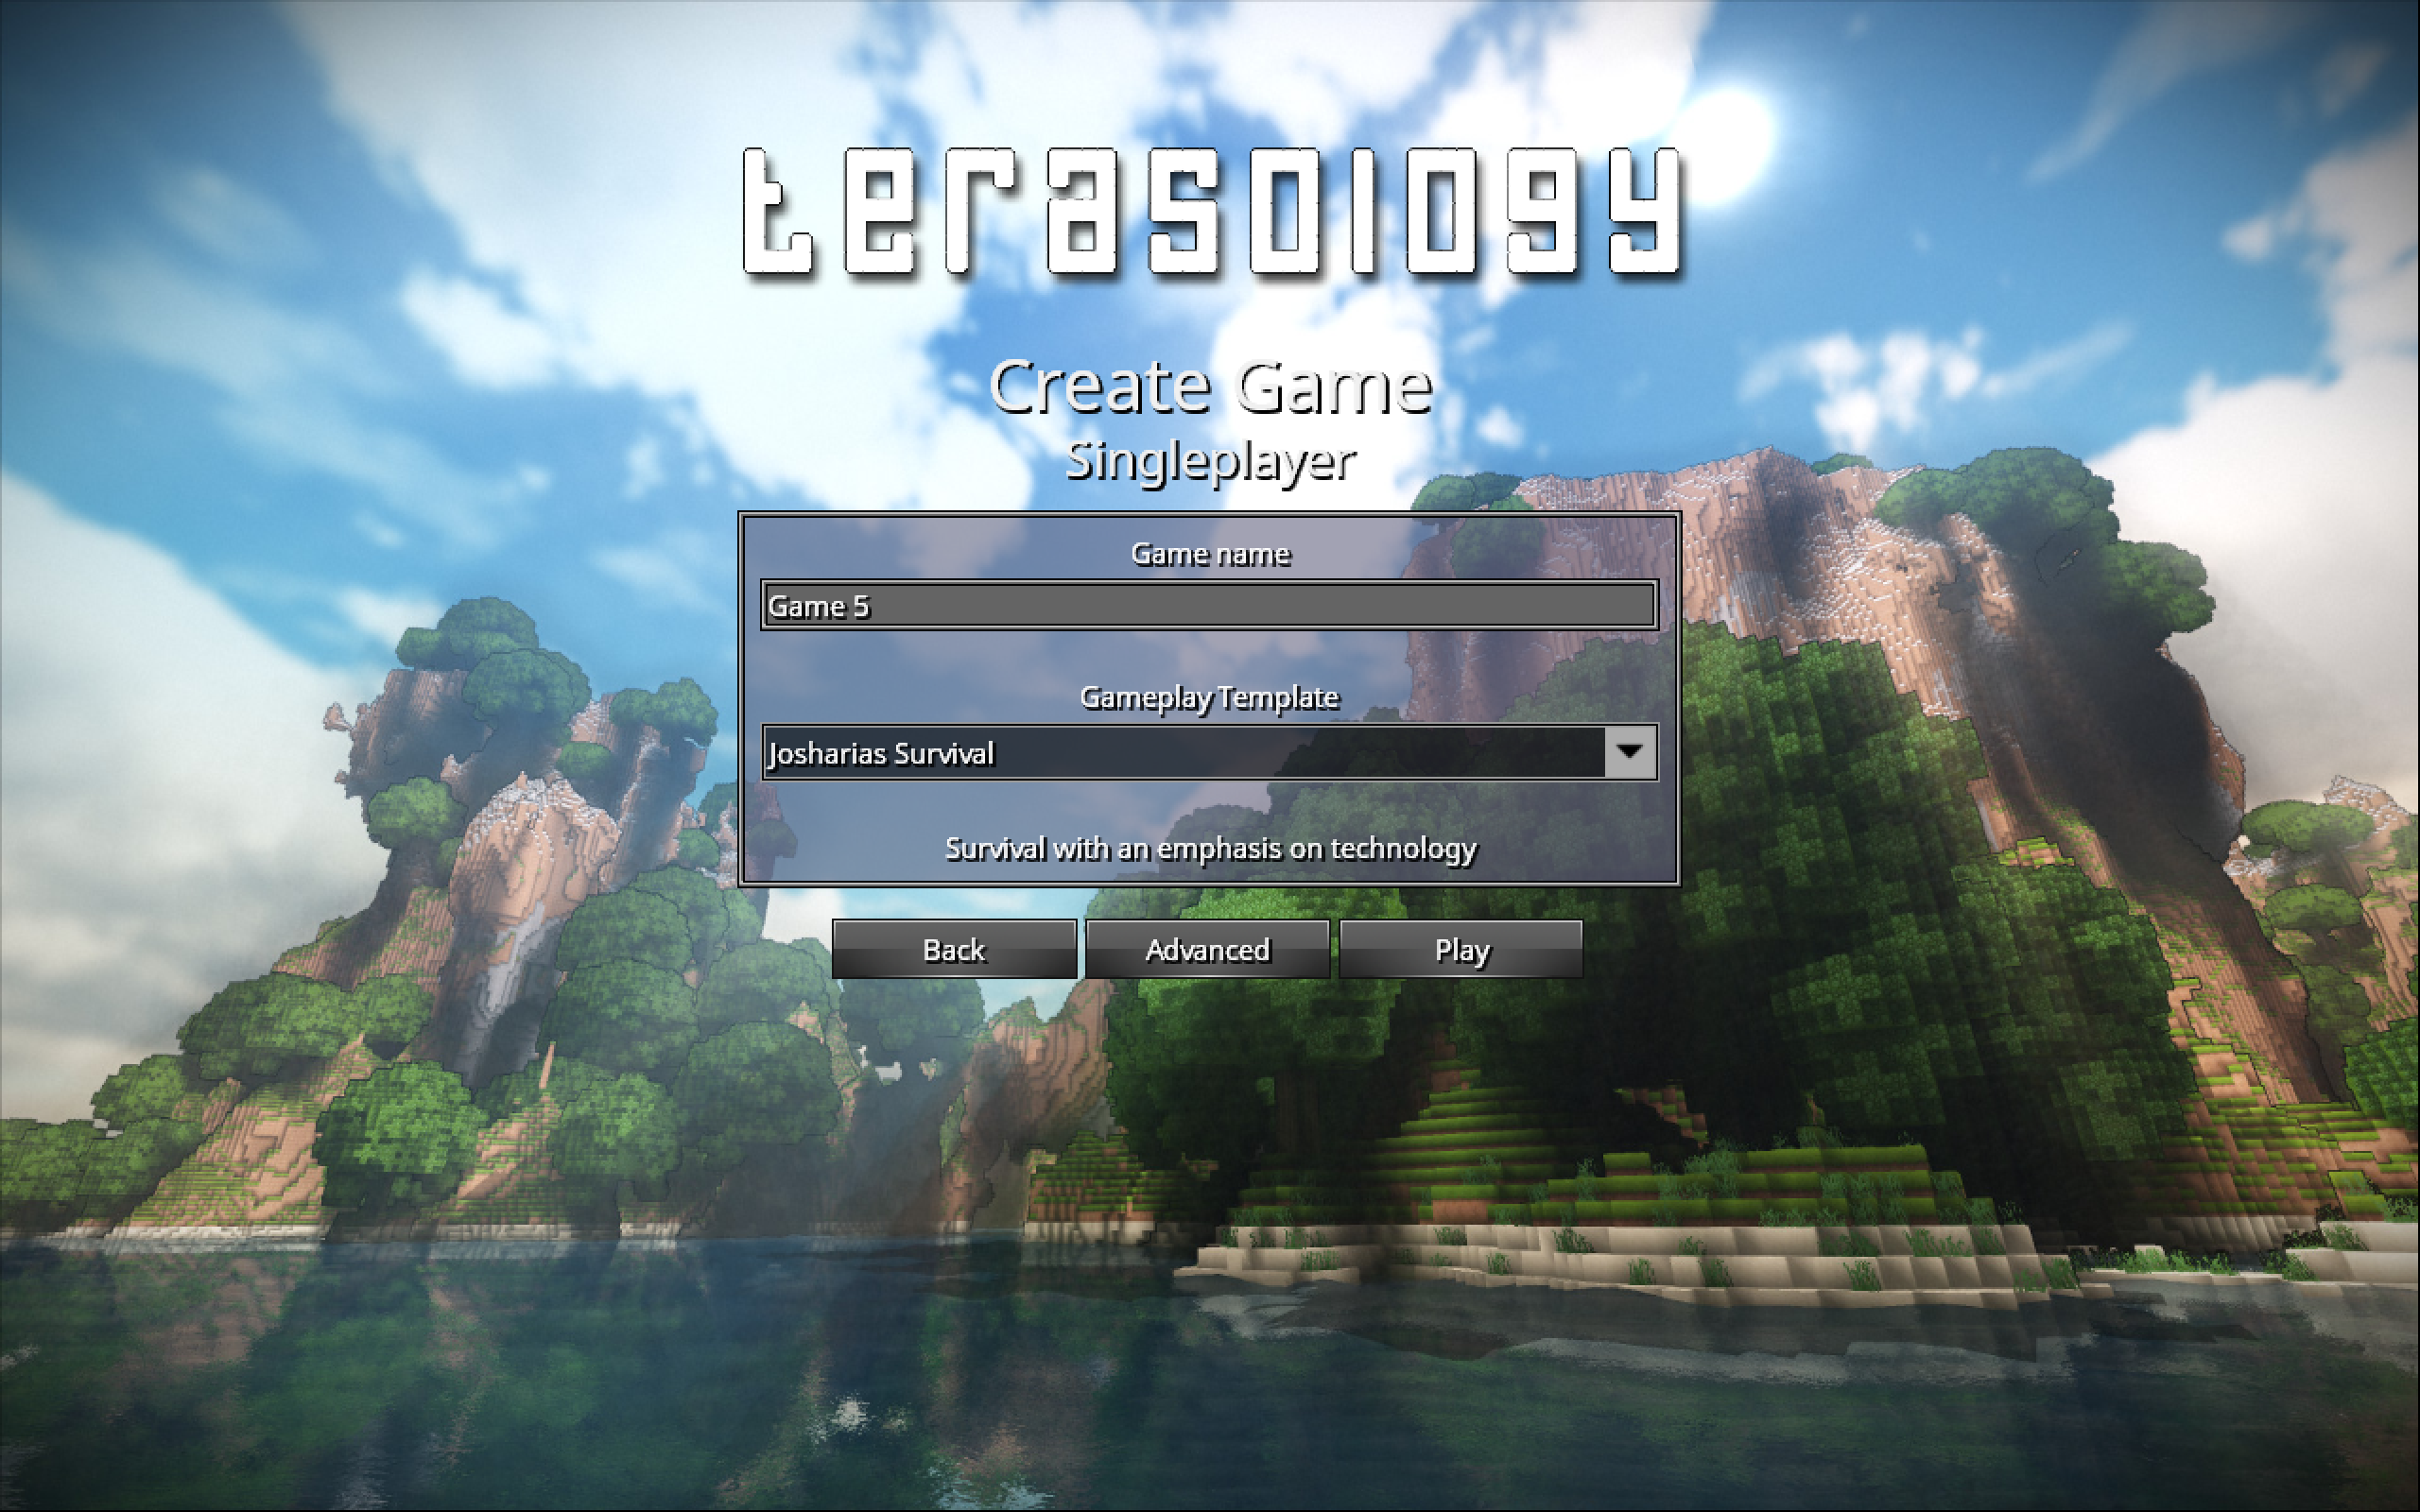 terasology
Create Game
Singleplayer
Game name
Game 5
Gameplay Template
Josharias Survival
Survival with an emphasis on technology
Back Advanced Play